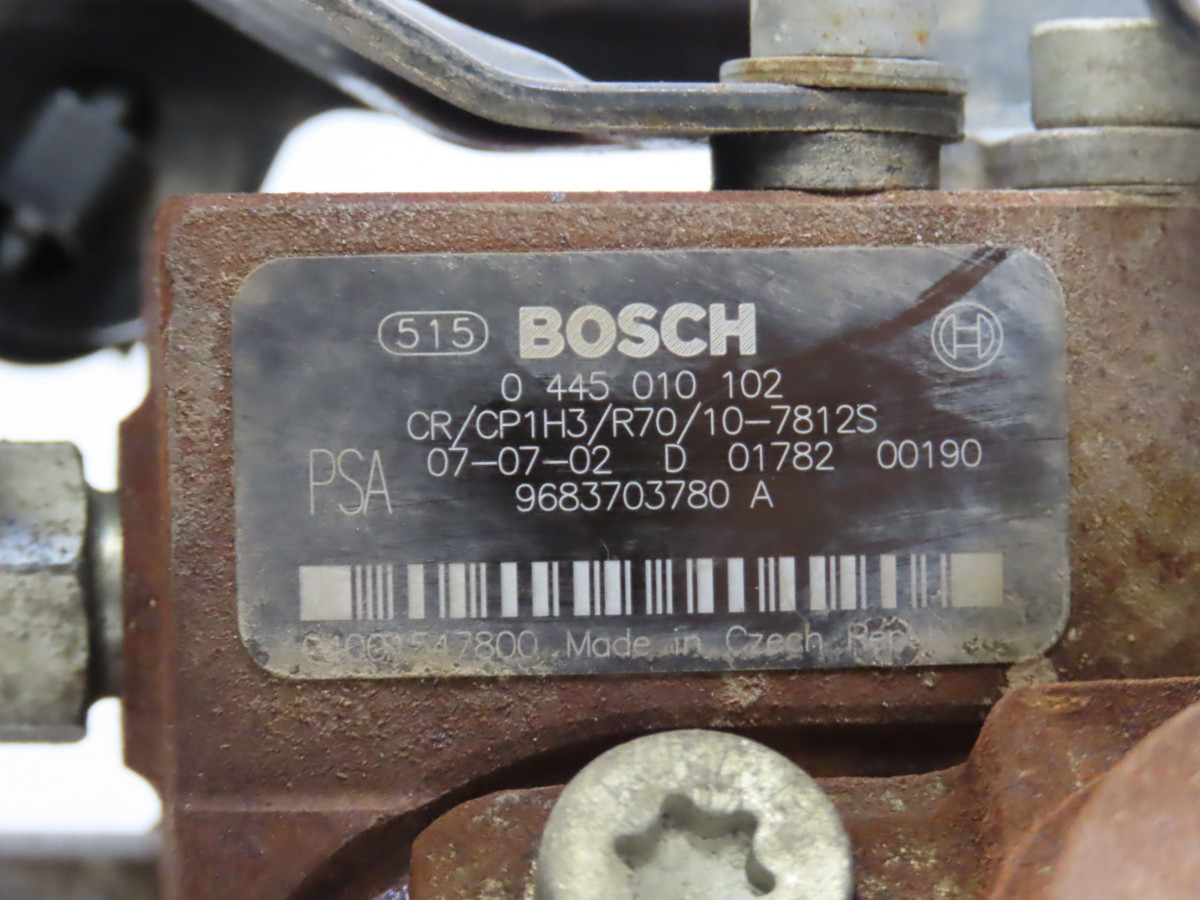 515 BOSCH
0 445 010 102
CR/CP1H3/R70/10-7812S
07-07-02 D 01782 00190
PSA
9683703780 A
Made in Czech Rep